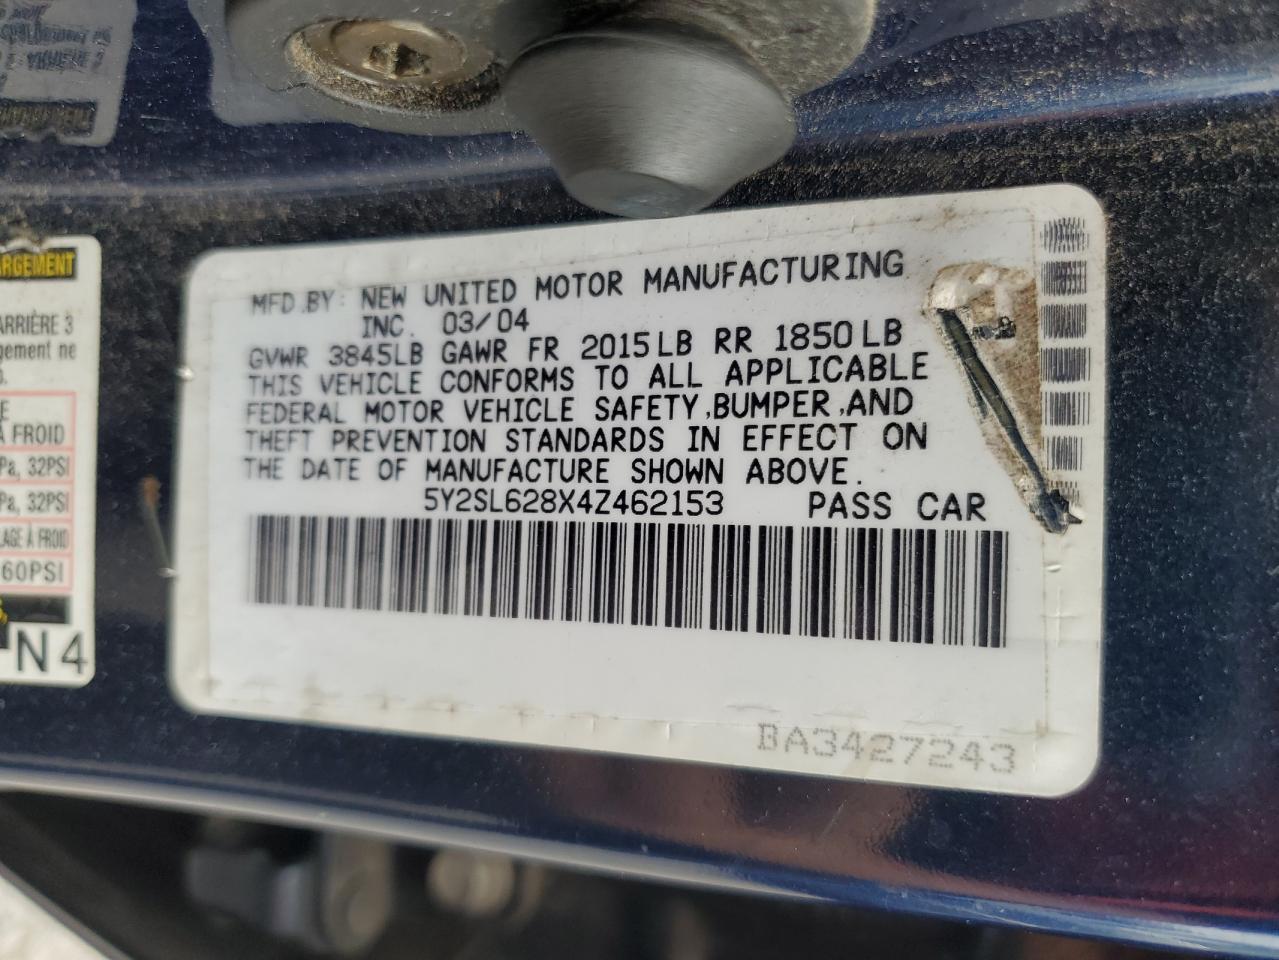 ARGEMENT
ARRIÈRE 3
gement ne
E
À FROID
Pa, 32PSI
Pa, 32PSI
LAGE À FROID
60PSI
N 4
MFD.BY: NEW UNITED MOTOR MANUFACTURING
INC. 03/04
GVWR 3845LB GAWR FR 2015LB RR 1850LB
THIS VEHICLE CONFORMS TO ALL APPLICABLE
FEDERAL MOTOR VEHICLE SAFETY,BUMPER,AND
THEFT PREVENTION STANDARDS IN EFFECT ON
THE DATE OF MANUFACTURE SHOWN ABOVE.
5Y2SL628X4Z462153 PASS CAR
BA3427243